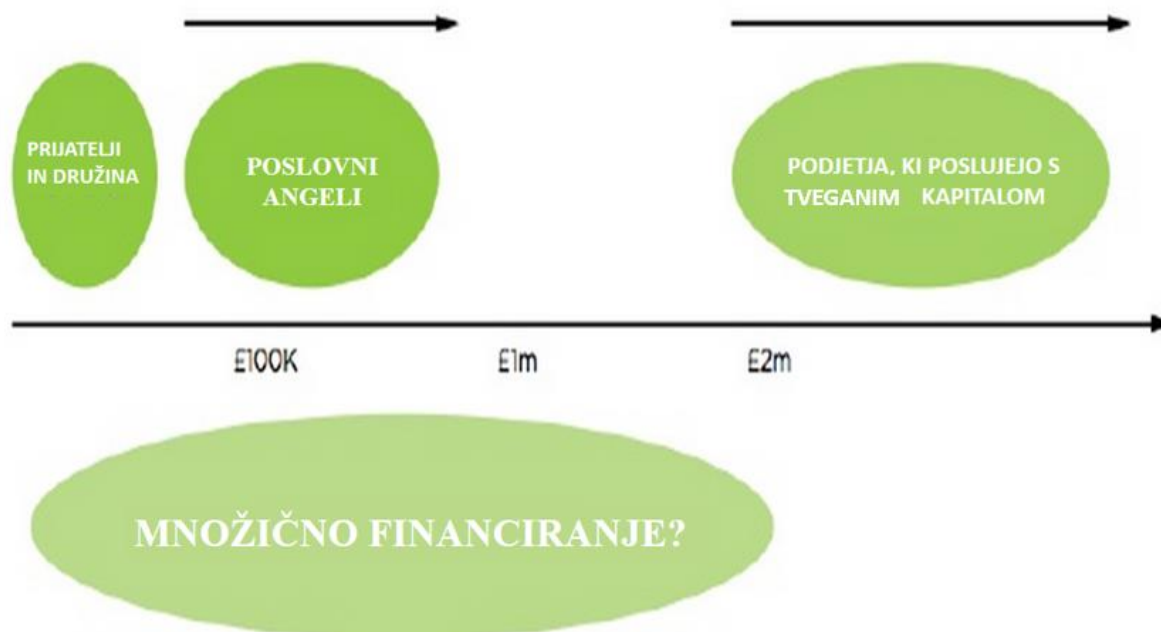 PRIJATELJI
IN DRUŽINA
POSLOVNI
ANGELI
PODJETJA, KI POSLUJEJO S
TVEGANIM KAPITALOM
£100K £1m £2m
MNOŽIČNO FINANCIRANJE?